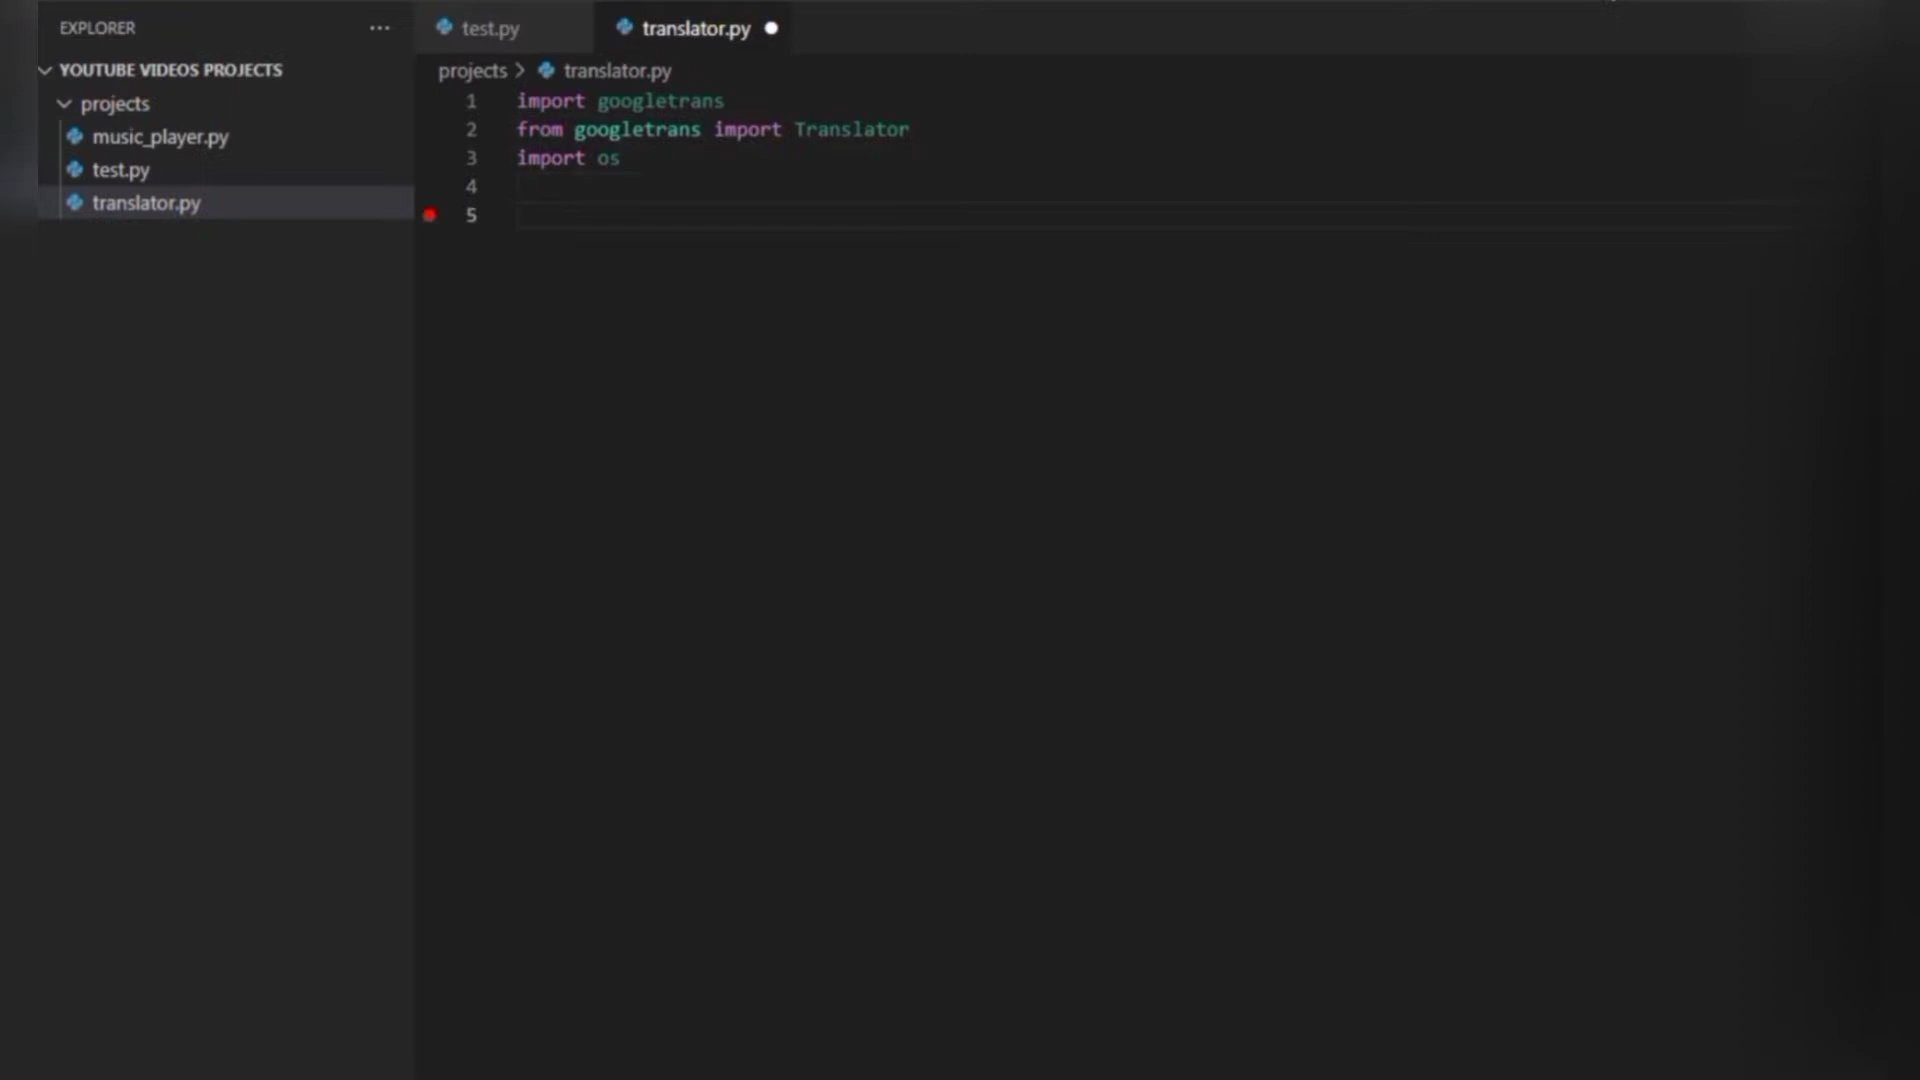 EXPLORER ...
YOUTUBE VIDEOS PROJECTS
projects
music_player.py
test.py
translator.py
test.py
translator.py
projects > translator.py
1 import googletrans
2 from googletrans import Translator
3 import os
4
5